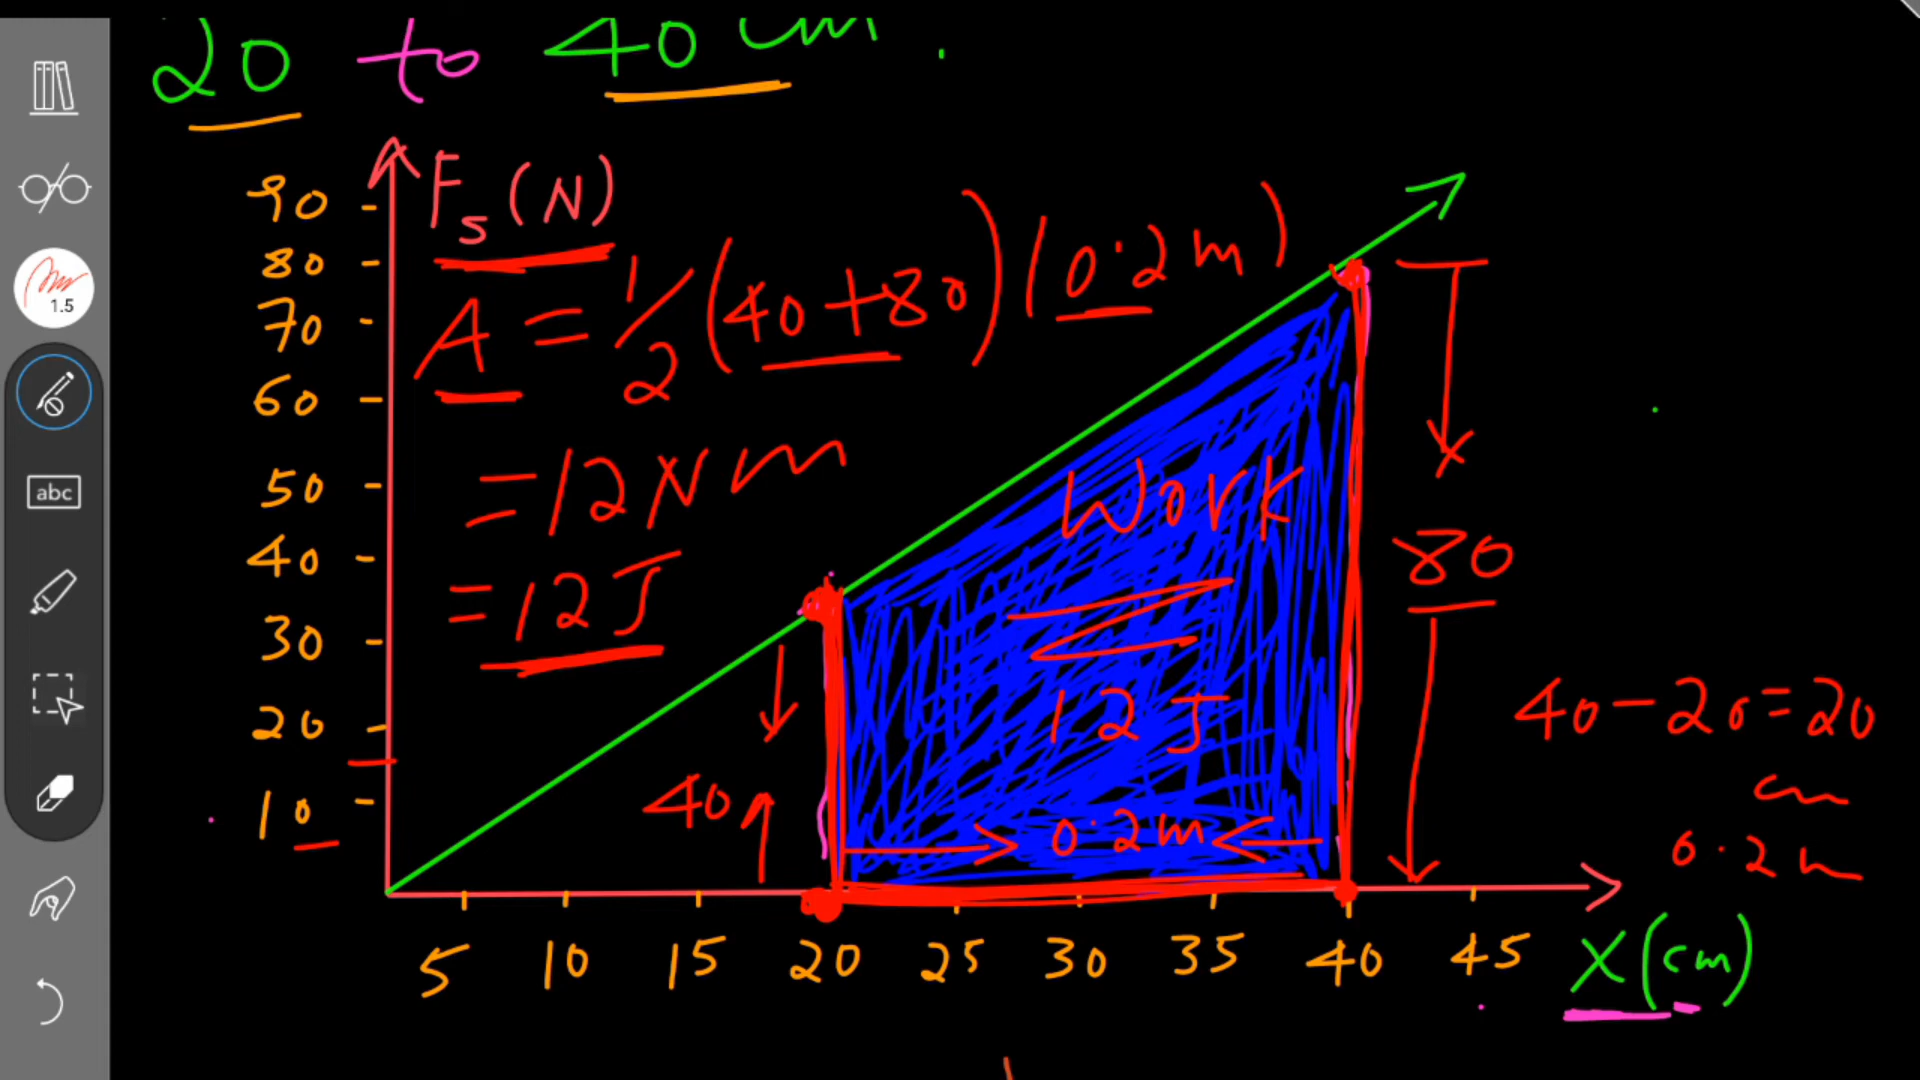 20 to 40 cm.
Fs (N)
90
80
70
60
50
40
30
20
10
A = 1/2 (40+80) (0.2m)
= 12 Nm
= 12 J
Work
12 J
0.2m
40
80
40 - 20 = 20
cm
0.2 m
5 10 15 20 25 30 35 40 45
X (cm)
1.5
abc